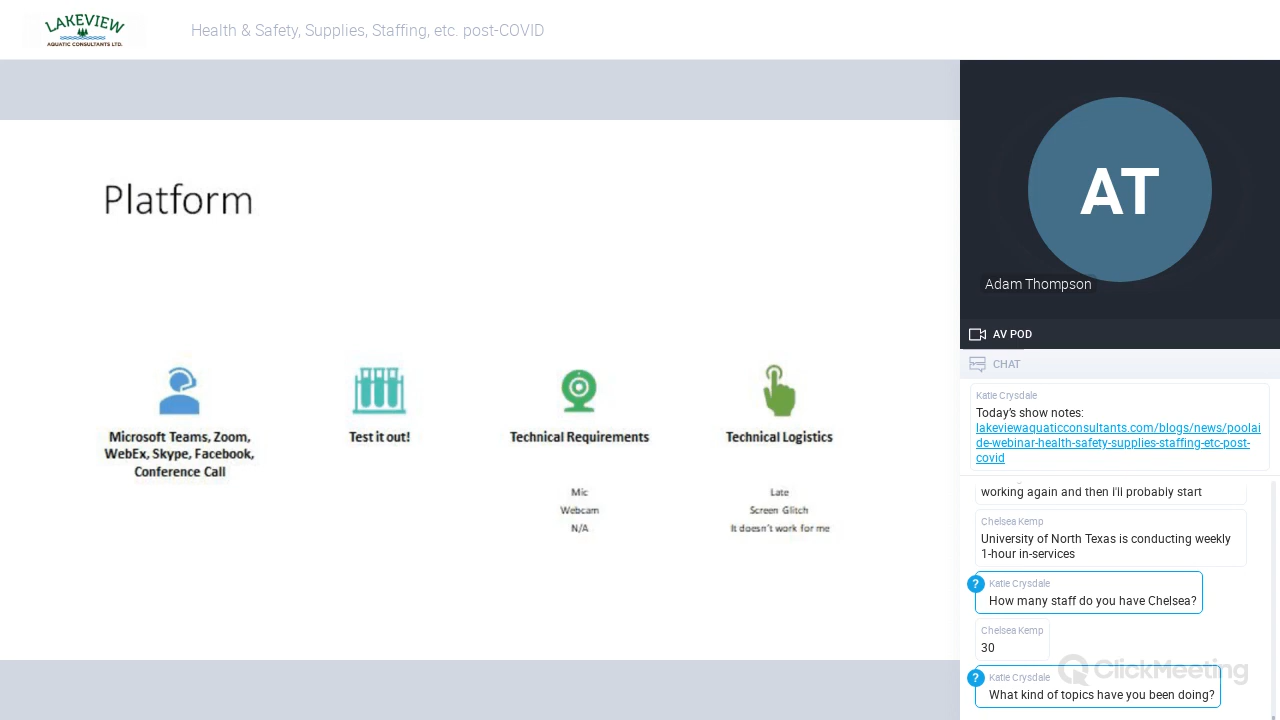 LAKEVIEW
AQUATIC CONSULTANTS LTD.
Health & Safety, Supplies, Staffing, etc. post-COVID
Platform
Microsoft Teams, Zoom,
WebEx, Skype, Facebook,
Conference Call
Test it out!
Technical Requirements
Mic
Webcam
N/A
Technical Logistics
Late
Screen Glitch
It doesn't work for me
AT
Adam Thompson
AV POD
CHAT
Katie Crysdale
Today's show notes:
lakeviewaquaticconsultants.com/blogs/news/poolai
de-webinar-health-safety-supplies-staffing-etc-post-
covid
working again and then I'll probably start
Chelsea Kemp
University of North Texas is conducting weekly
1-hour in-services
?
Katie Crysdale
How many staff do you have Chelsea?
Chelsea Kemp
30
ClickMeeting
?
Katie Crysdale
What kind of topics have you been doing?